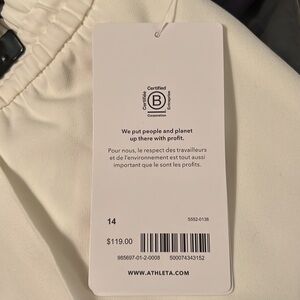 Certified
Certifiée
B
Entreprise
Corporation
We put people and planet
up there with profit.
Pour nous, le respect des travailleurs
et de l'environnement est tout aussi
important que le sont les profits.
14
5552-0138
$119.00
985697-01-2-0008
500074343152
WWW.ATHLETA.COM